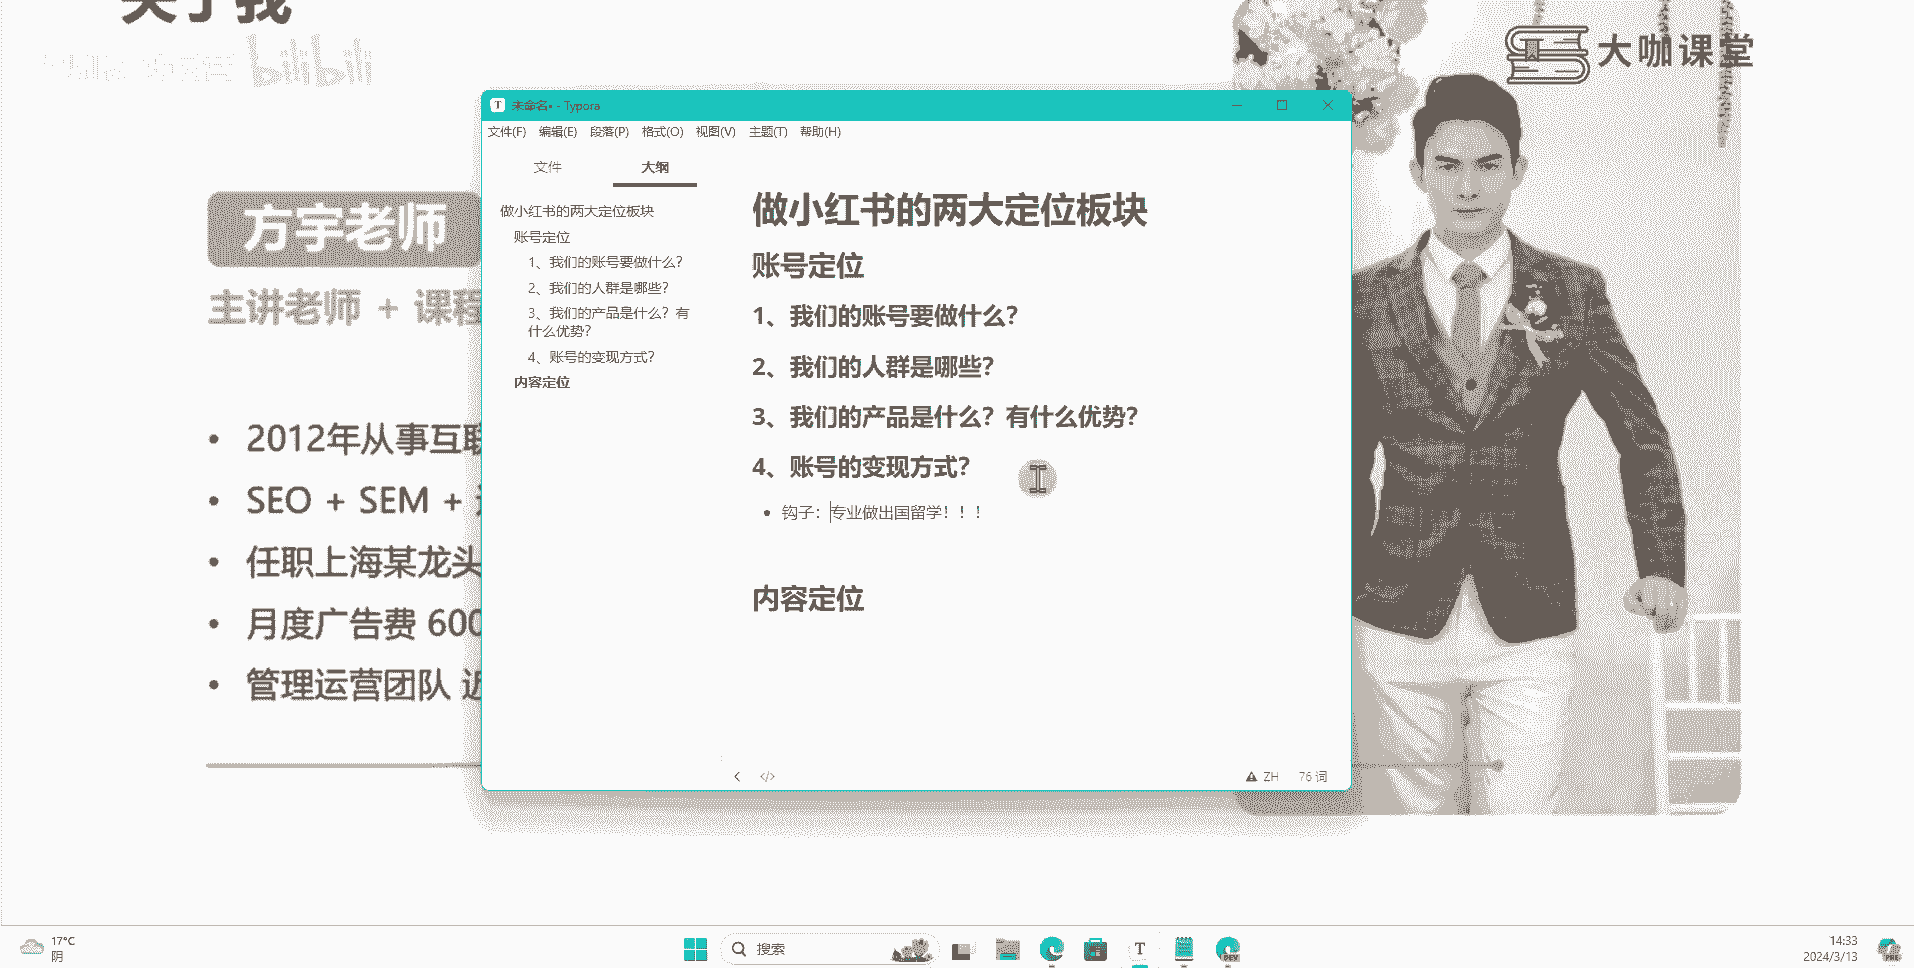 关于我
bilibili
大咖课堂
方宇老师
主讲老师 + 课程
• 2012年从事互联
• SEO + SEM +
• 任职上海某龙头
• 月度广告费 600
• 管理运营团队 近
未命名• - Typora
文件(F) 编辑(E) 段落(P) 格式(O) 视图(V) 主题(T) 帮助(H)
文件 大纲
做小红书的两大定位板块
账号定位
1、我们的账号要做什么？
2、我们的人群是哪些？
3、我们的产品是什么？有
什么优势？
4、账号的变现方式？
内容定位
做小红书的两大定位板块
账号定位
1、我们的账号要做什么？
2、我们的人群是哪些？
3、我们的产品是什么？有什么优势？
4、账号的变现方式？
• 钩子：专业做出国留学！！！
内容定位
</> ZH 76 词
17°C
阴
搜索
T
DEV
14:33
2024/3/13
PRE